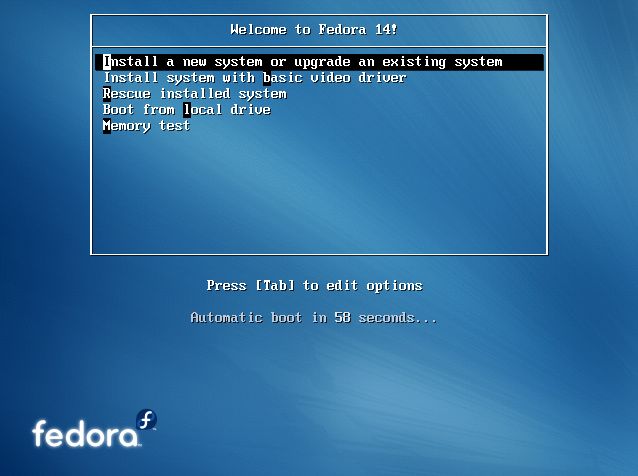 Welcome to Fedora 14!
Install a new system or upgrade an existing system
Install system with basic video driver
Rescue installed system
Boot from local drive
Memory test
Press [Tab] to edit options
Automatic boot in 58 seconds...
fedora